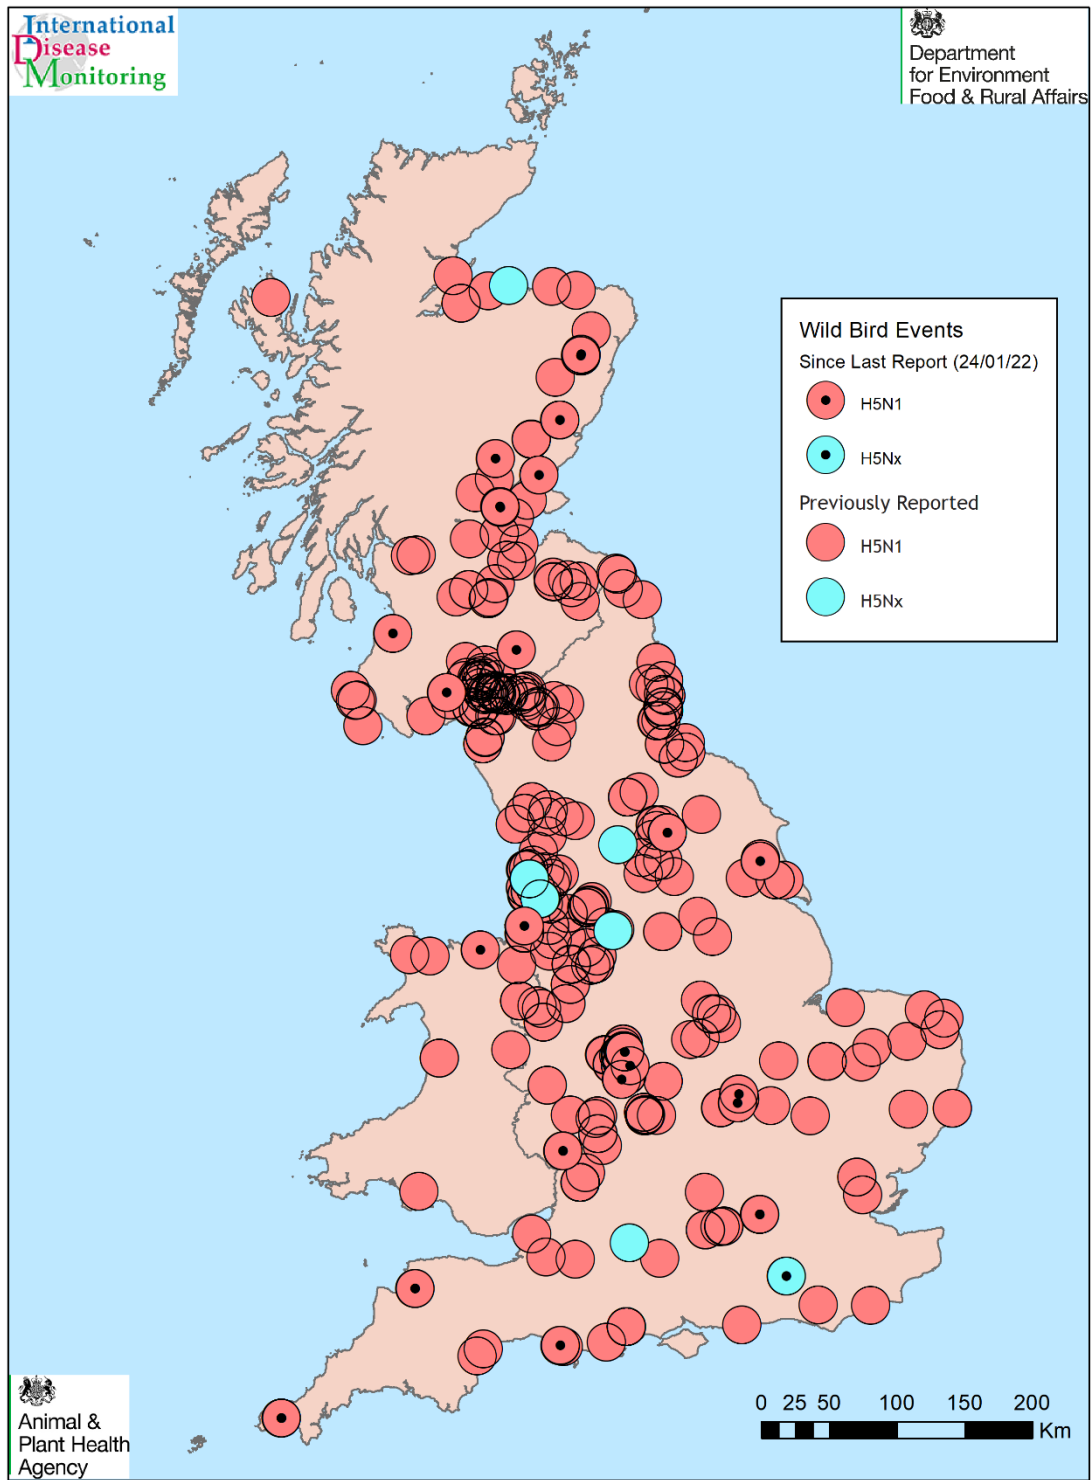 International
Disease
Monitoring
Department
for Environment
Food & Rural Affairs
Wild Bird Events
Since Last Report (24/01/22)
H5N1
H5Nx
Previously Reported
H5N1
H5Nx
0 25 50 100 150 200
Km
Animal &
Plant Health
Agency